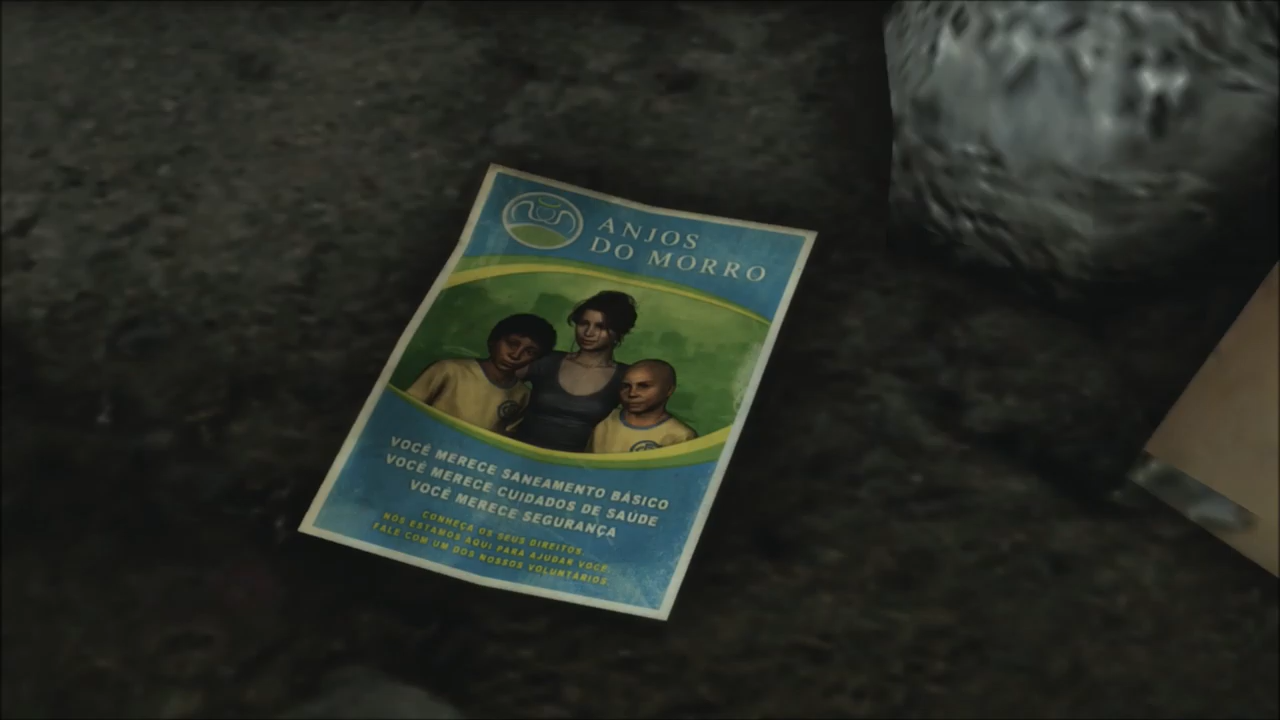 ANJOS
DO MORRO
VOCÊ MERECE SANEAMENTO BÁSICO
VOCÊ MERECE CUIDADOS DE SAÚDE
VOCÊ MERECE SEGURANÇA
CONHEÇA OS SEUS DIREITOS.
NÓS ESTAMOS AQUI PARA AJUDAR VOCÊ.
FALE COM UM DOS NOSSOS VOLUNTÁRIOS.